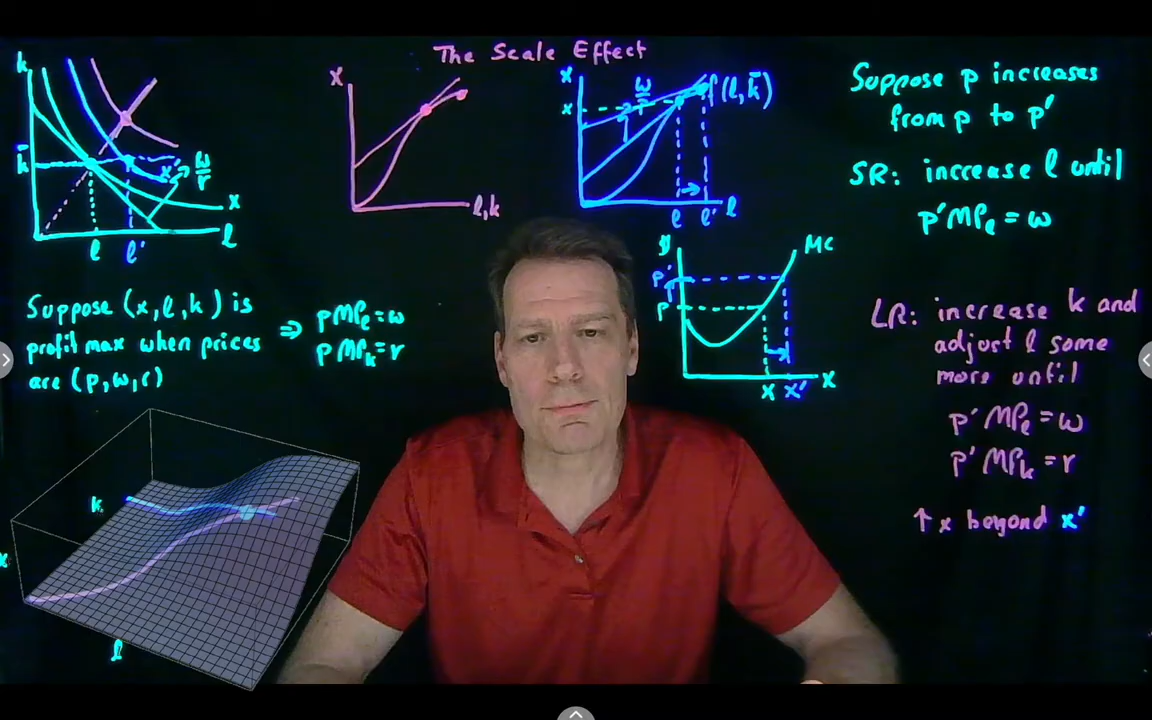 The Scale Effect
k
k̄
l
l'
x
x'
w/r
x
l,k
x
x
w/r
f(l,k̄)
l
l'
l
$
MC
p'
p
x
x'
x
Suppose p increases
from p to p'
SR: increase l until
p'MPₗ = w
Suppose (x,l,k) is
profit max when prices
are (p,w,r)
⇒ pMPₗ = w
pMPₖ = r
LR: increase k and
adjust l some
more until
p'MPₗ = w
p'MPₖ = r
↑ x beyond x'
k
x
l